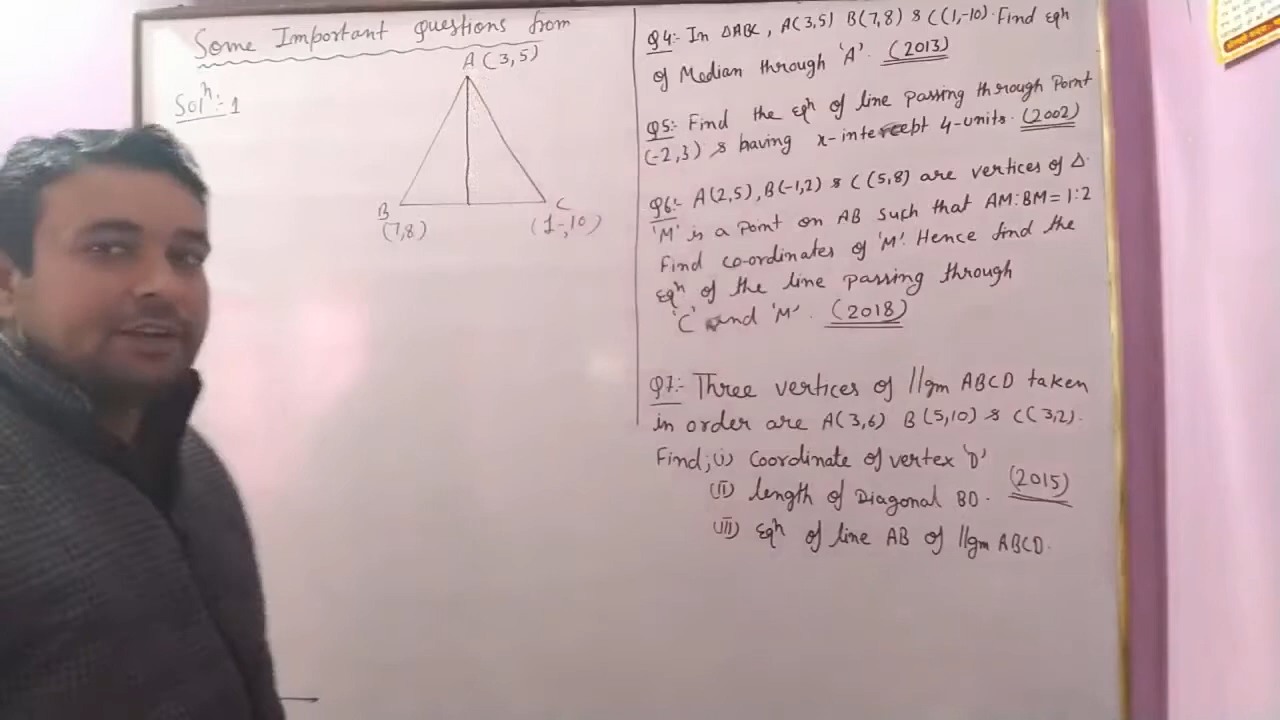 Some Important Questions from
Solⁿ:-1
A(3,5)
B
(7,8)
C
(1-,10)
Q4:- In ΔABC, A(3,5) B(7,8) & C(1,-10). Find eqⁿ
of Median through 'A'. (2013)
Q5:- Find the eqⁿ of line passing through Point
(-2,3) & having x-intercept 4-units. (2002)
Q6:- A(2,5), B(-1,2) & C(5,8) are vertices of Δ.
'M' is a Point on AB such that AM:BM=1:2
Find co-ordinates of 'M'. Hence find the
eqⁿ of the line passing through
'C' and 'M'. (2018)
Q7:- Three vertices of llgm ABCD taken
in order are A(3,6) B(5,10) & C(3,2).
Find; (i) Coordinate of vertex 'D'
(ii) length of Diagonal BD. (2015)
(iii) eqⁿ of line AB of llgm ABCD.